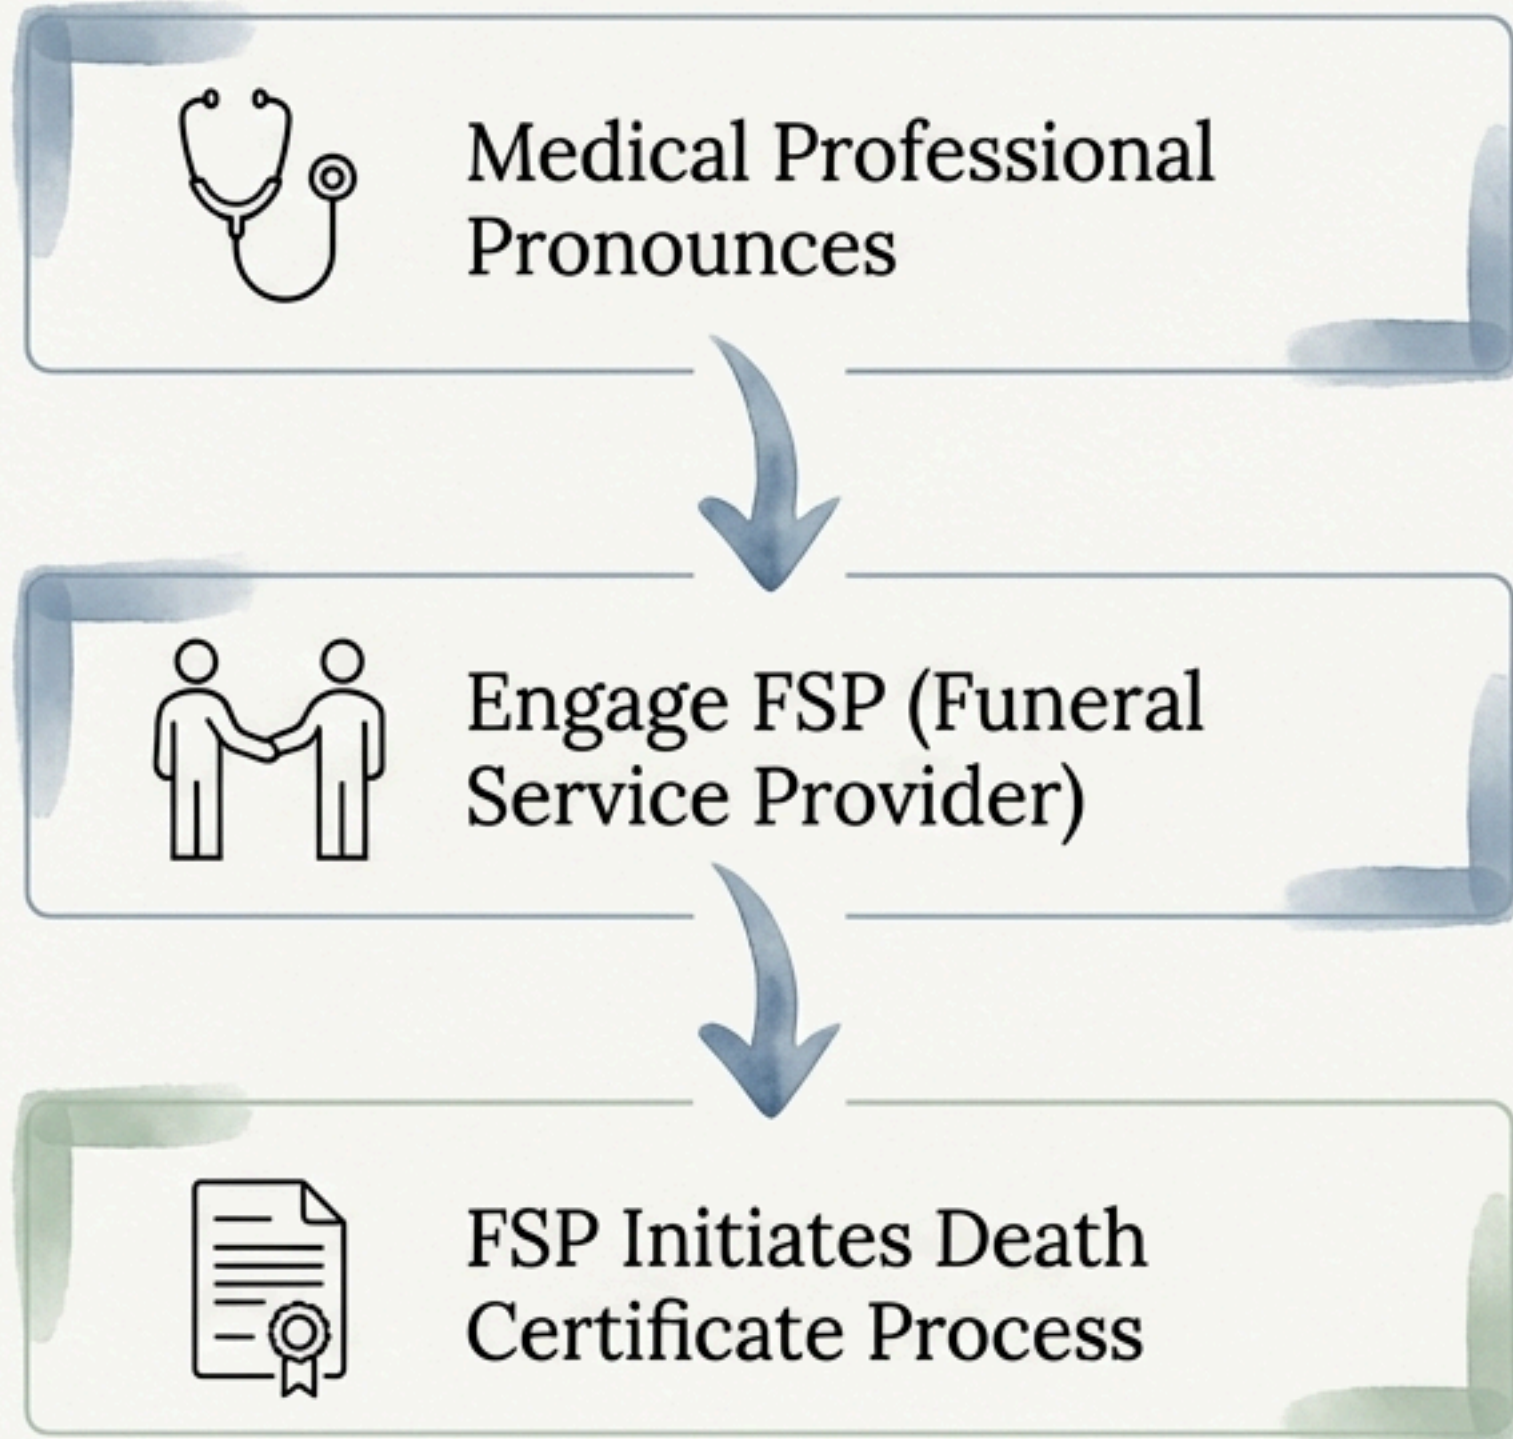 Medical Professional
Pronounces
Engage FSP (Funeral
Service Provider)
FSP Initiates Death
Certificate Process